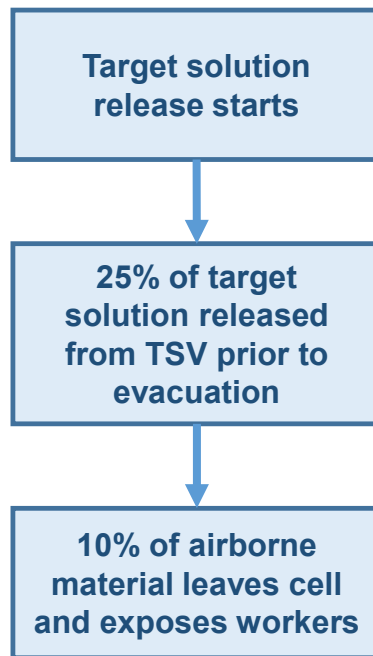 Target solution
release starts
25% of target
solution released
from TSV prior to
evacuation
10% of airborne
material leaves cell
and exposes workers